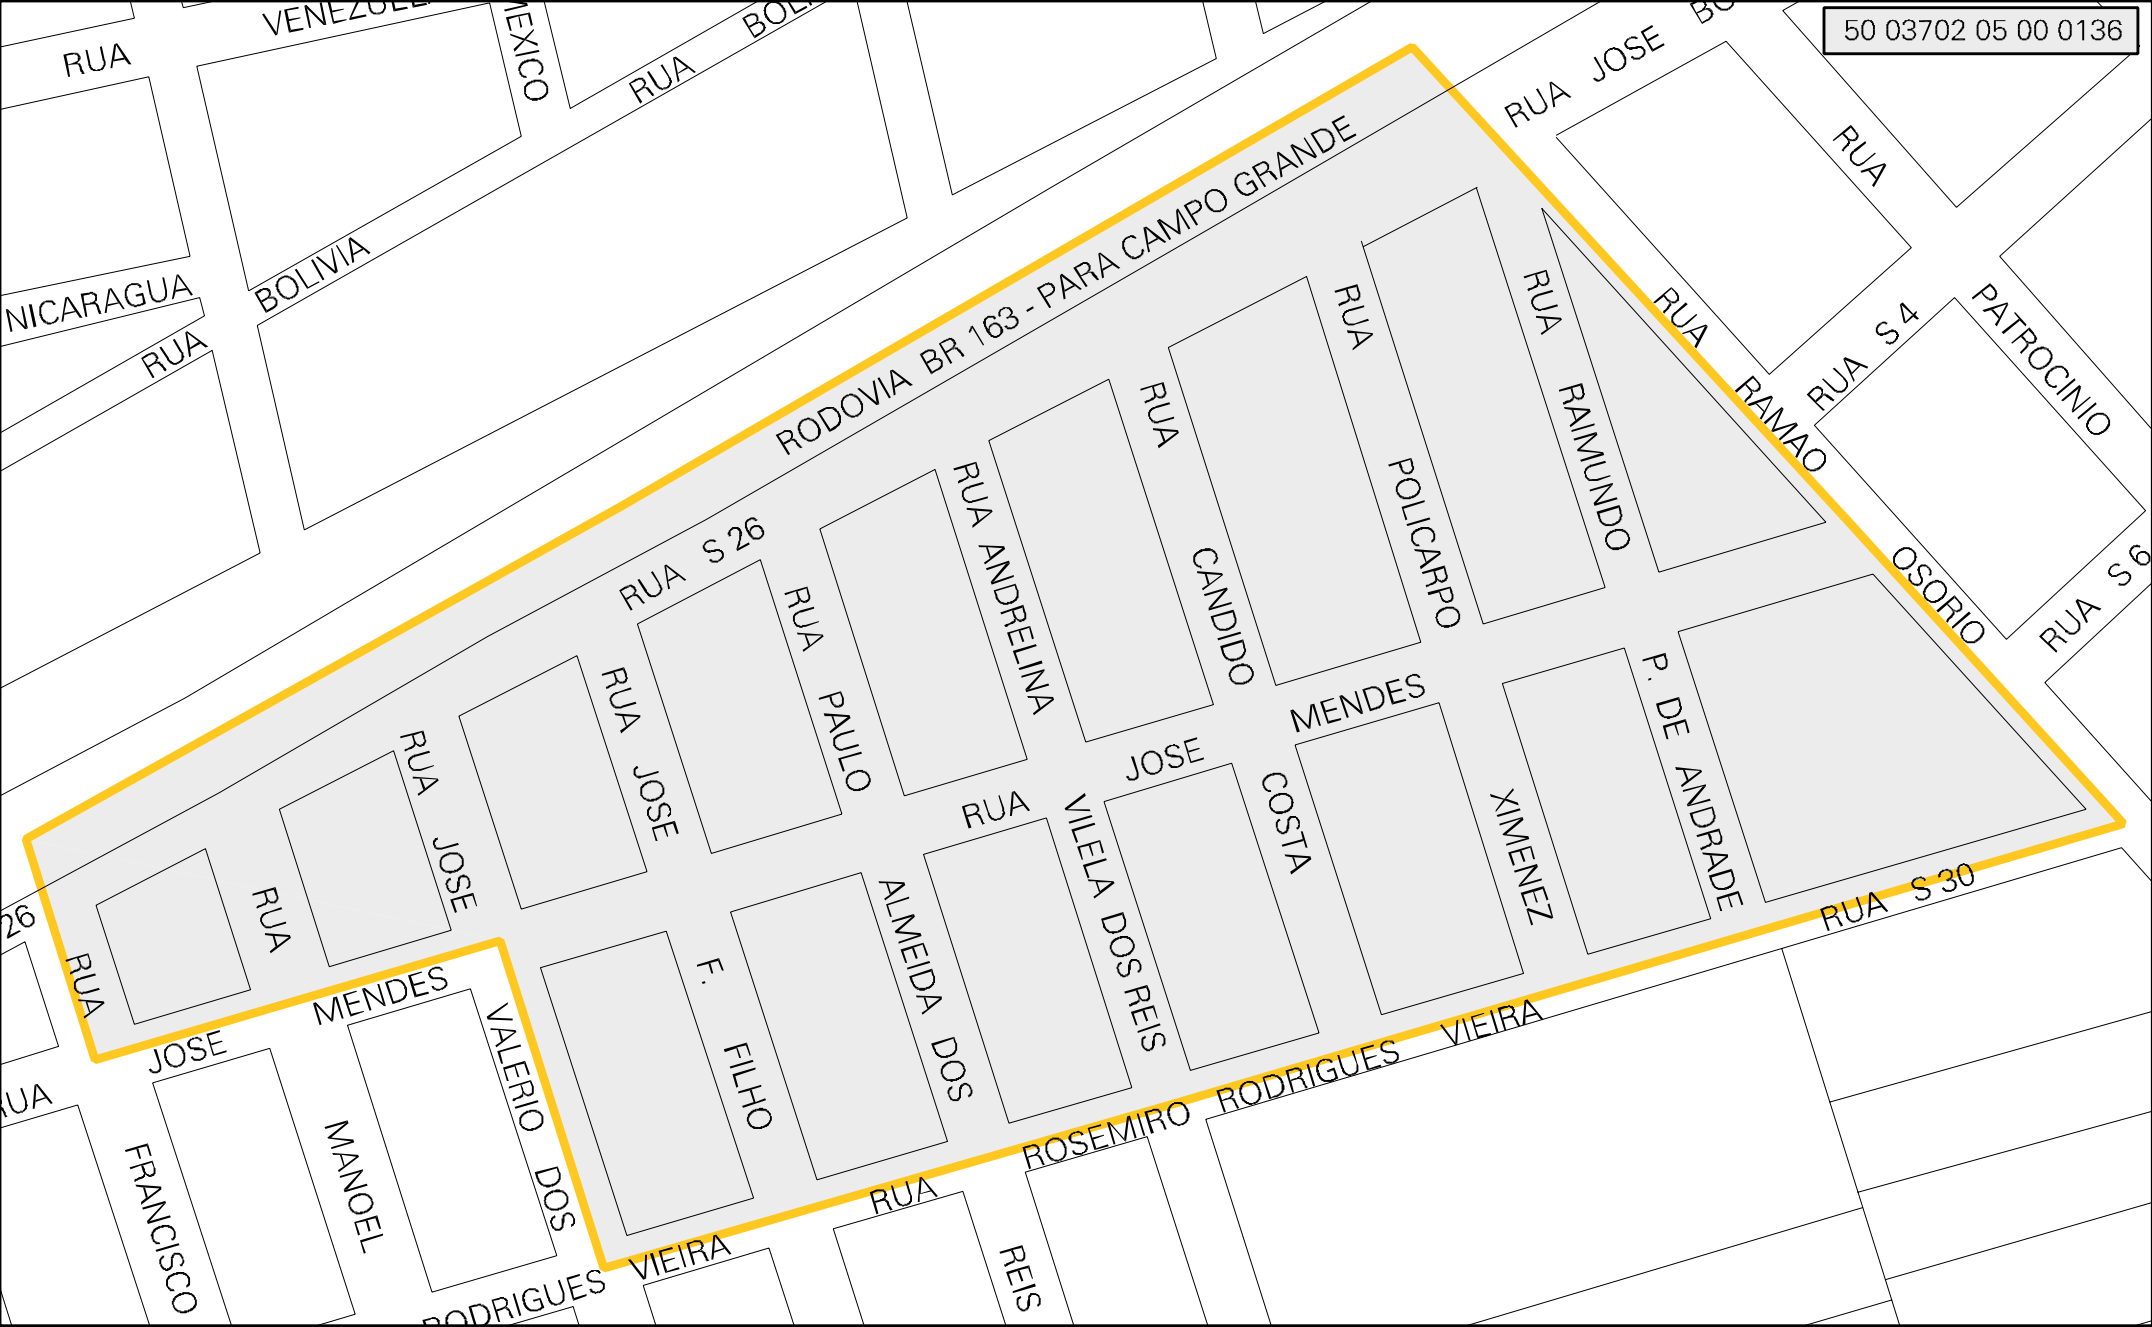 50 03702 05 00 0136
RUA
MEXICO
RUA
RUA JOSE
RUA
NICARAGUA
BOLIVIA
RUA
RODOVIA BR 163 - PARA CAMPO GRANDE
RUA S 26
RUA RAMAO OSORIO
RUA S 4
PATROCINIO
RUA S 6
RUA RAIMUNDO P. DE ANDRADE
RUA POLICARPO XIMENEZ
RUA CANDIDO COSTA
RUA ANDRELINA VILELA DOS REIS
RUA PAULO ALMEIDA DOS REIS
RUA JOSE F. FILHO
RUA JOSE VALERIO DOS
RUA MANOEL
RUA FRANCISCO
26
RUA JOSE MENDES
JOSE MENDES
RUA S 30
RUA ROSEMIRO RODRIGUES VIEIRA
RODRIGUES VIEIRA